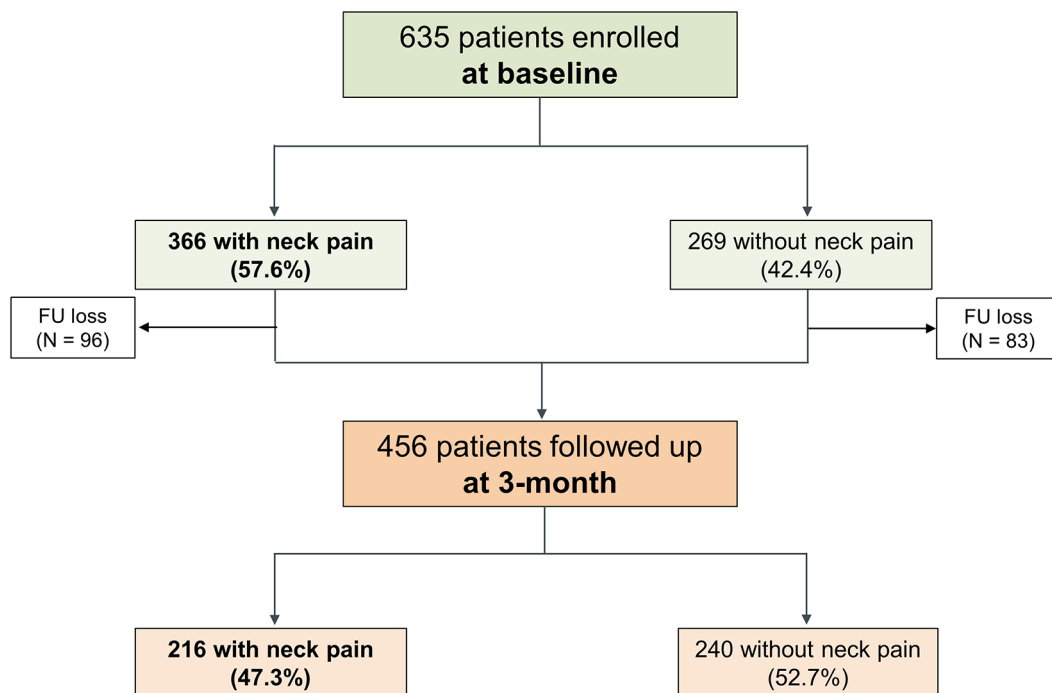 635 patients enrolled
at baseline
366 with neck pain
(57.6%)
269 without neck pain
(42.4%)
FU loss
(N = 96)
FU loss
(N = 83)
456 patients followed up
at 3-month
216 with neck pain
(47.3%)
240 without neck pain
(52.7%)